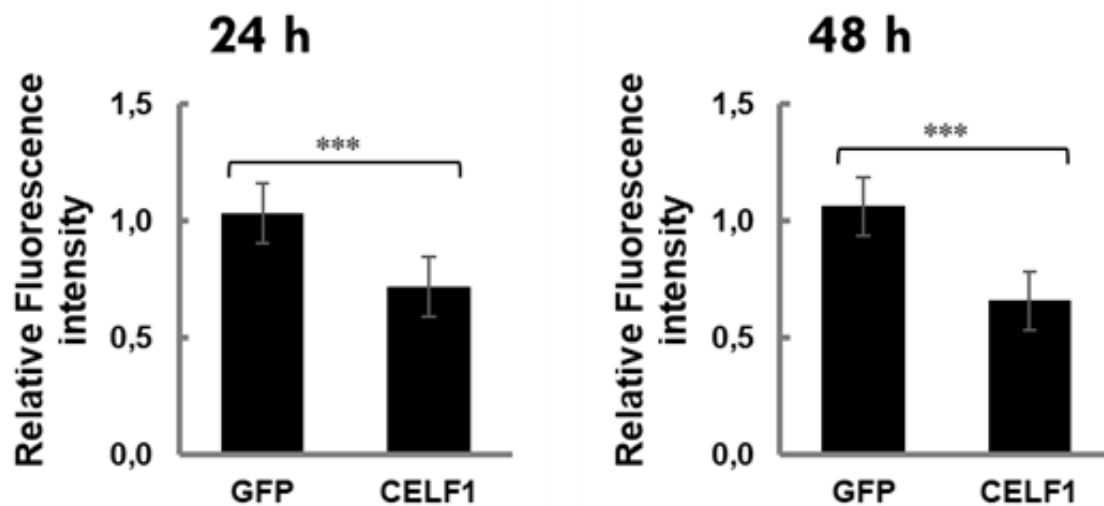 24 h
Relative Fluorescence
intensity
1,5
1,0
0,5
0,0
***
GFP
CELF1
48 h
Relative Fluorescence
intensity
1,5
1,0
0,5
0,0
***
GFP
CELF1